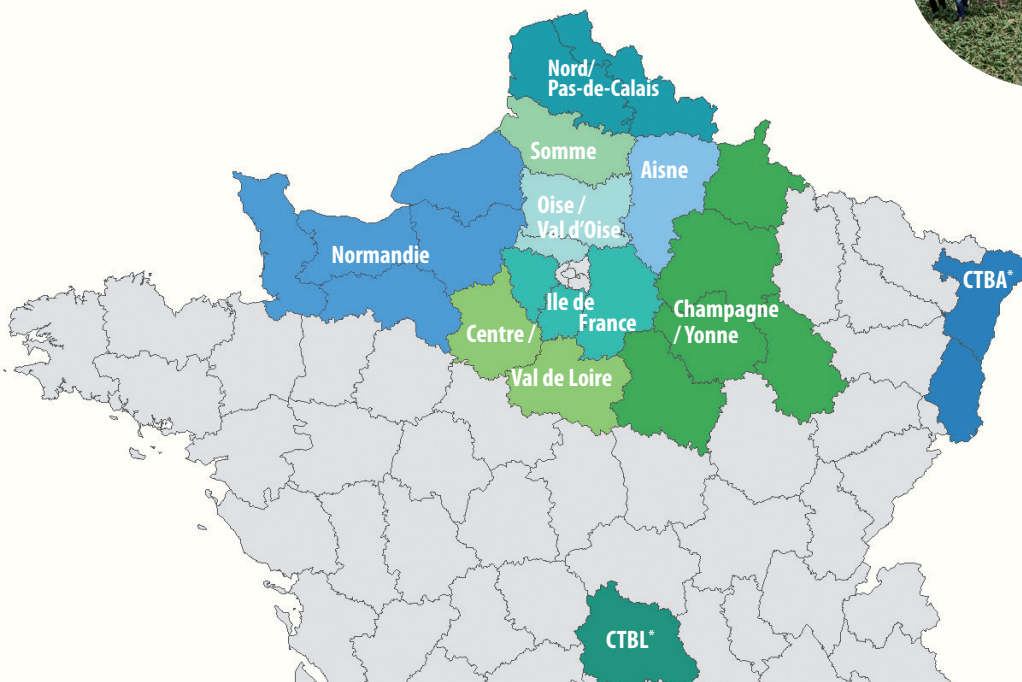 Nord/
Pas-de-Calais
Somme
Aisne
Oise /
Val d’Oise
Normandie
CTBA*
Ile de
France
Champagne
/ Yonne
Centre /
Val de Loire
CTBL*